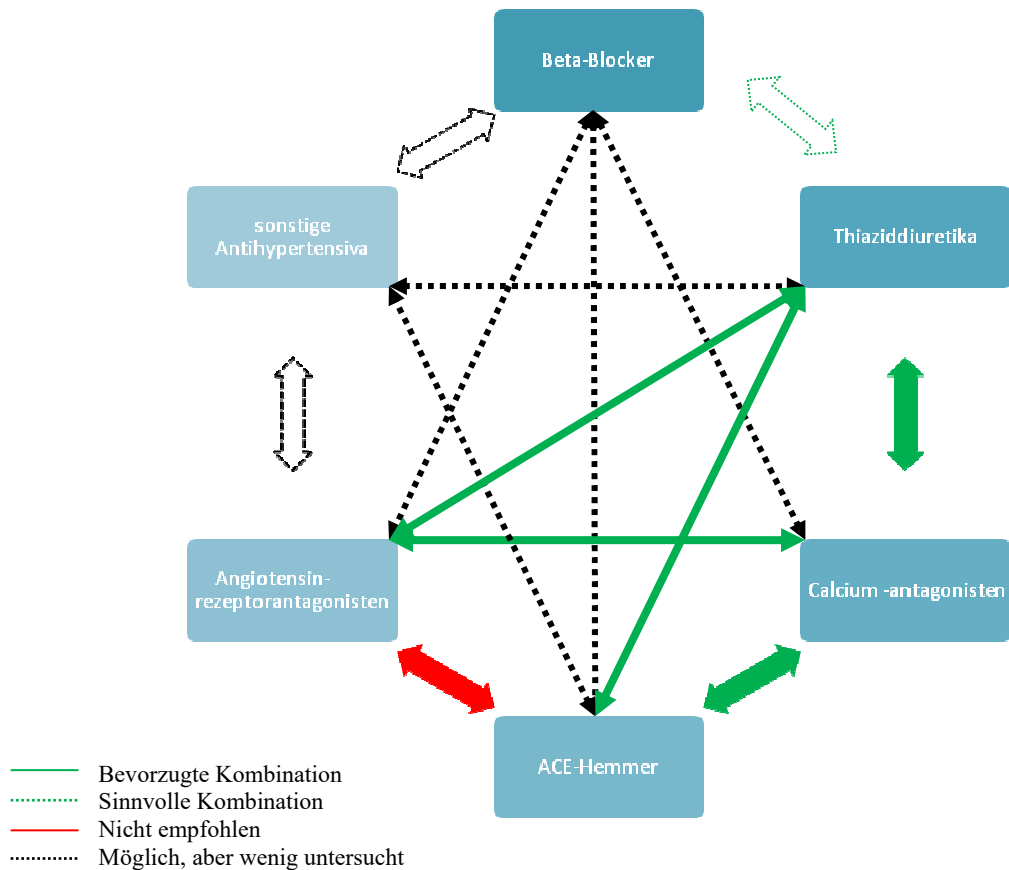 Beta-Blocker
sonstige
Antihypertensiva
Thiaziddiuretika
Angiotensin-
rezeptorantagonisten
Calcium -antagonisten
ACE-Hemmer
Bevorzugte Kombination
Sinnvolle Kombination
Nicht empfohlen
Möglich, aber wenig untersucht